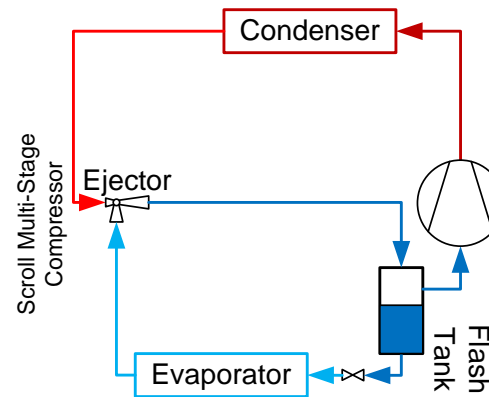 Condenser
Scroll Multi-Stage
Compressor
Ejector
Flash
Tank
Evaporator